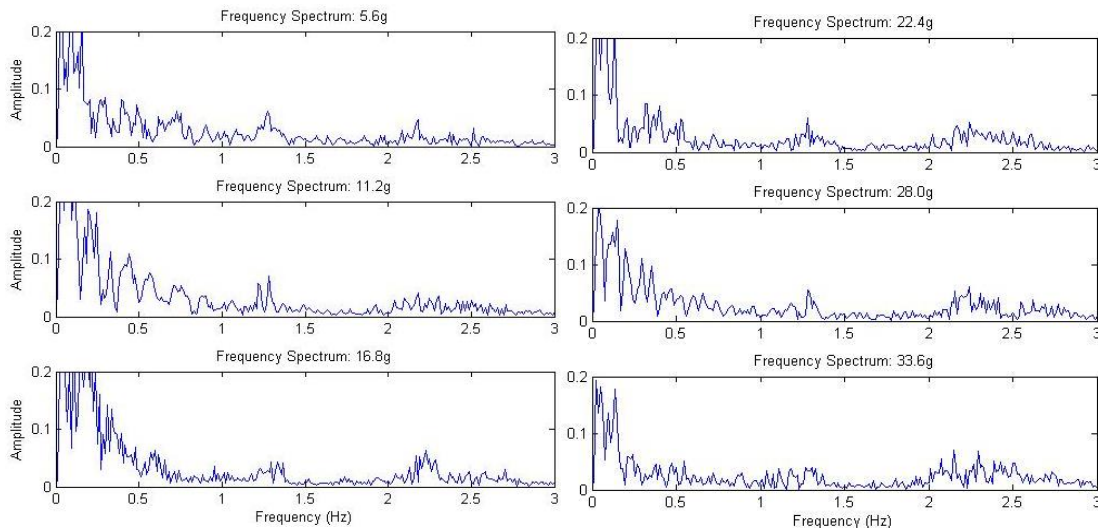 Frequency Spectrum: 5.6g
0.2
0.1
0
Amplitude
0 0.5 1 1.5 2 2.5 3
Frequency Spectrum: 11.2g
0.2
0.1
0
Amplitude
0 0.5 1 1.5 2 2.5 3
Frequency Spectrum: 16.8g
0.2
0.1
0
Amplitude
0 0.5 1 1.5 2 2.5 3
Frequency (Hz)
Frequency Spectrum: 22.4g
0.2
0.1
0
0 0.5 1 1.5 2 2.5 3
Frequency Spectrum: 28.0g
0.2
0.1
0
0 0.5 1 1.5 2 2.5 3
Frequency Spectrum: 33.6g
0.2
0.1
0
0 0.5 1 1.5 2 2.5 3
Frequency (Hz)